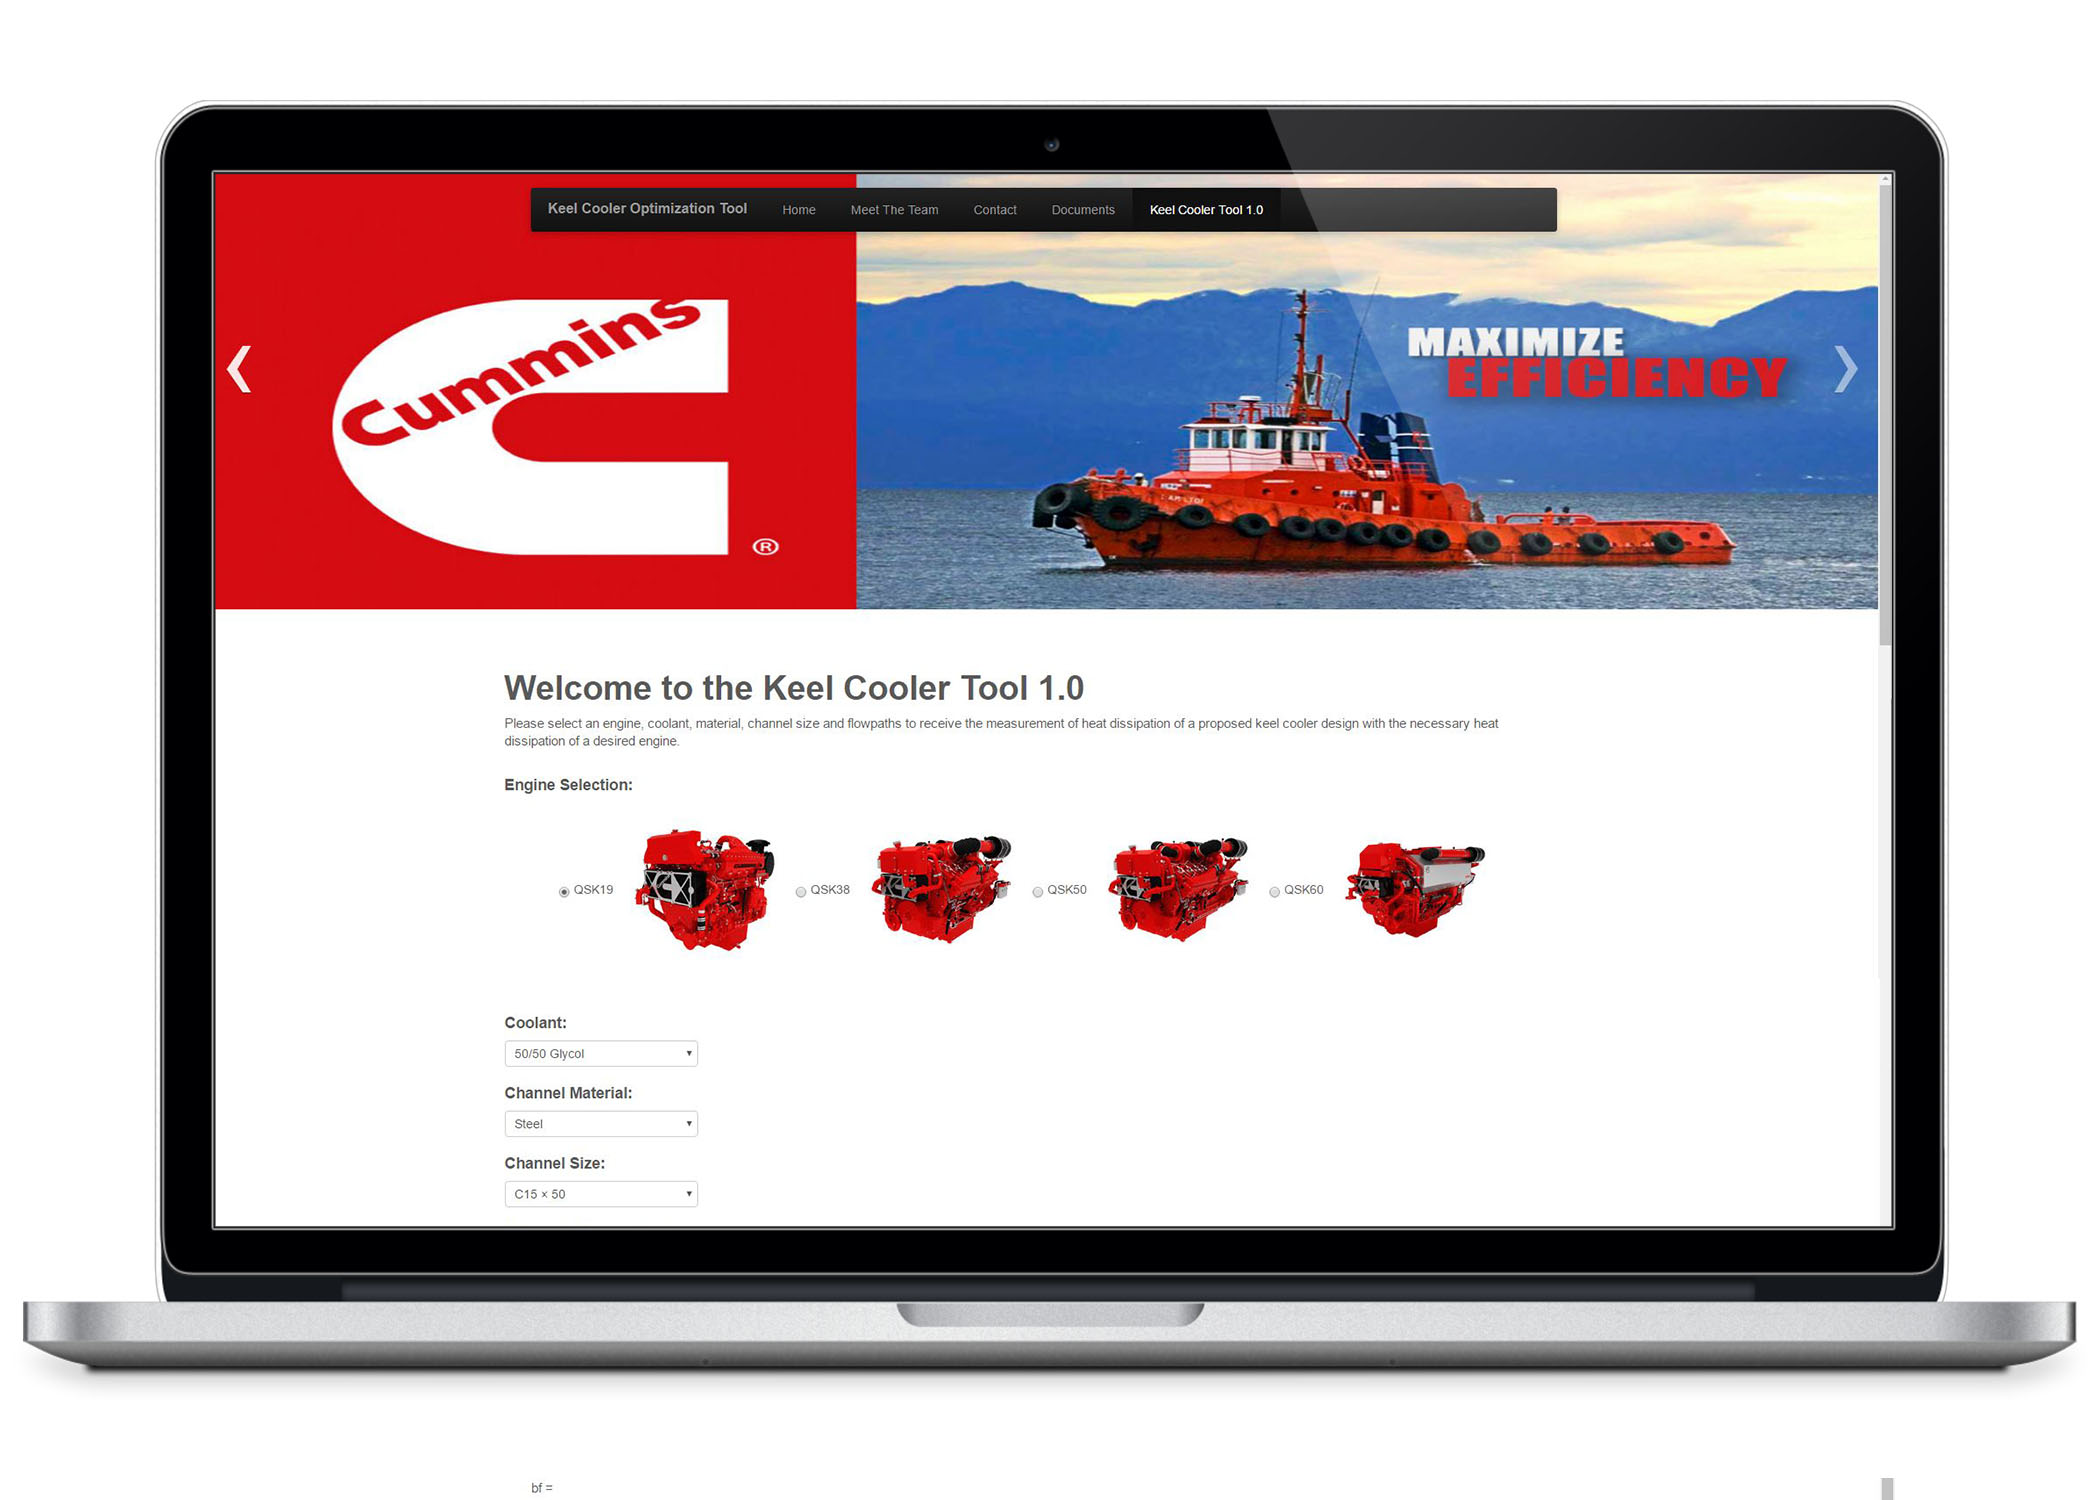 Keel Cooler Optimization Tool Home Meet The Team Contact Documents Keel Cooler Tool 1.0
Cummins
®
MAXIMIZE
EFFICIENCY
Welcome to the Keel Cooler Tool 1.0
Please select an engine, coolant, material, channel size and flowpaths to receive the measurement of heat dissipation of a proposed keel cooler design with the necessary heat
dissipation of a desired engine.
Engine Selection:
QSK19 QSK38 QSK50 QSK60
Coolant:
50/50 Glycol
Channel Material:
Steel
Channel Size:
C15 × 50
bf =